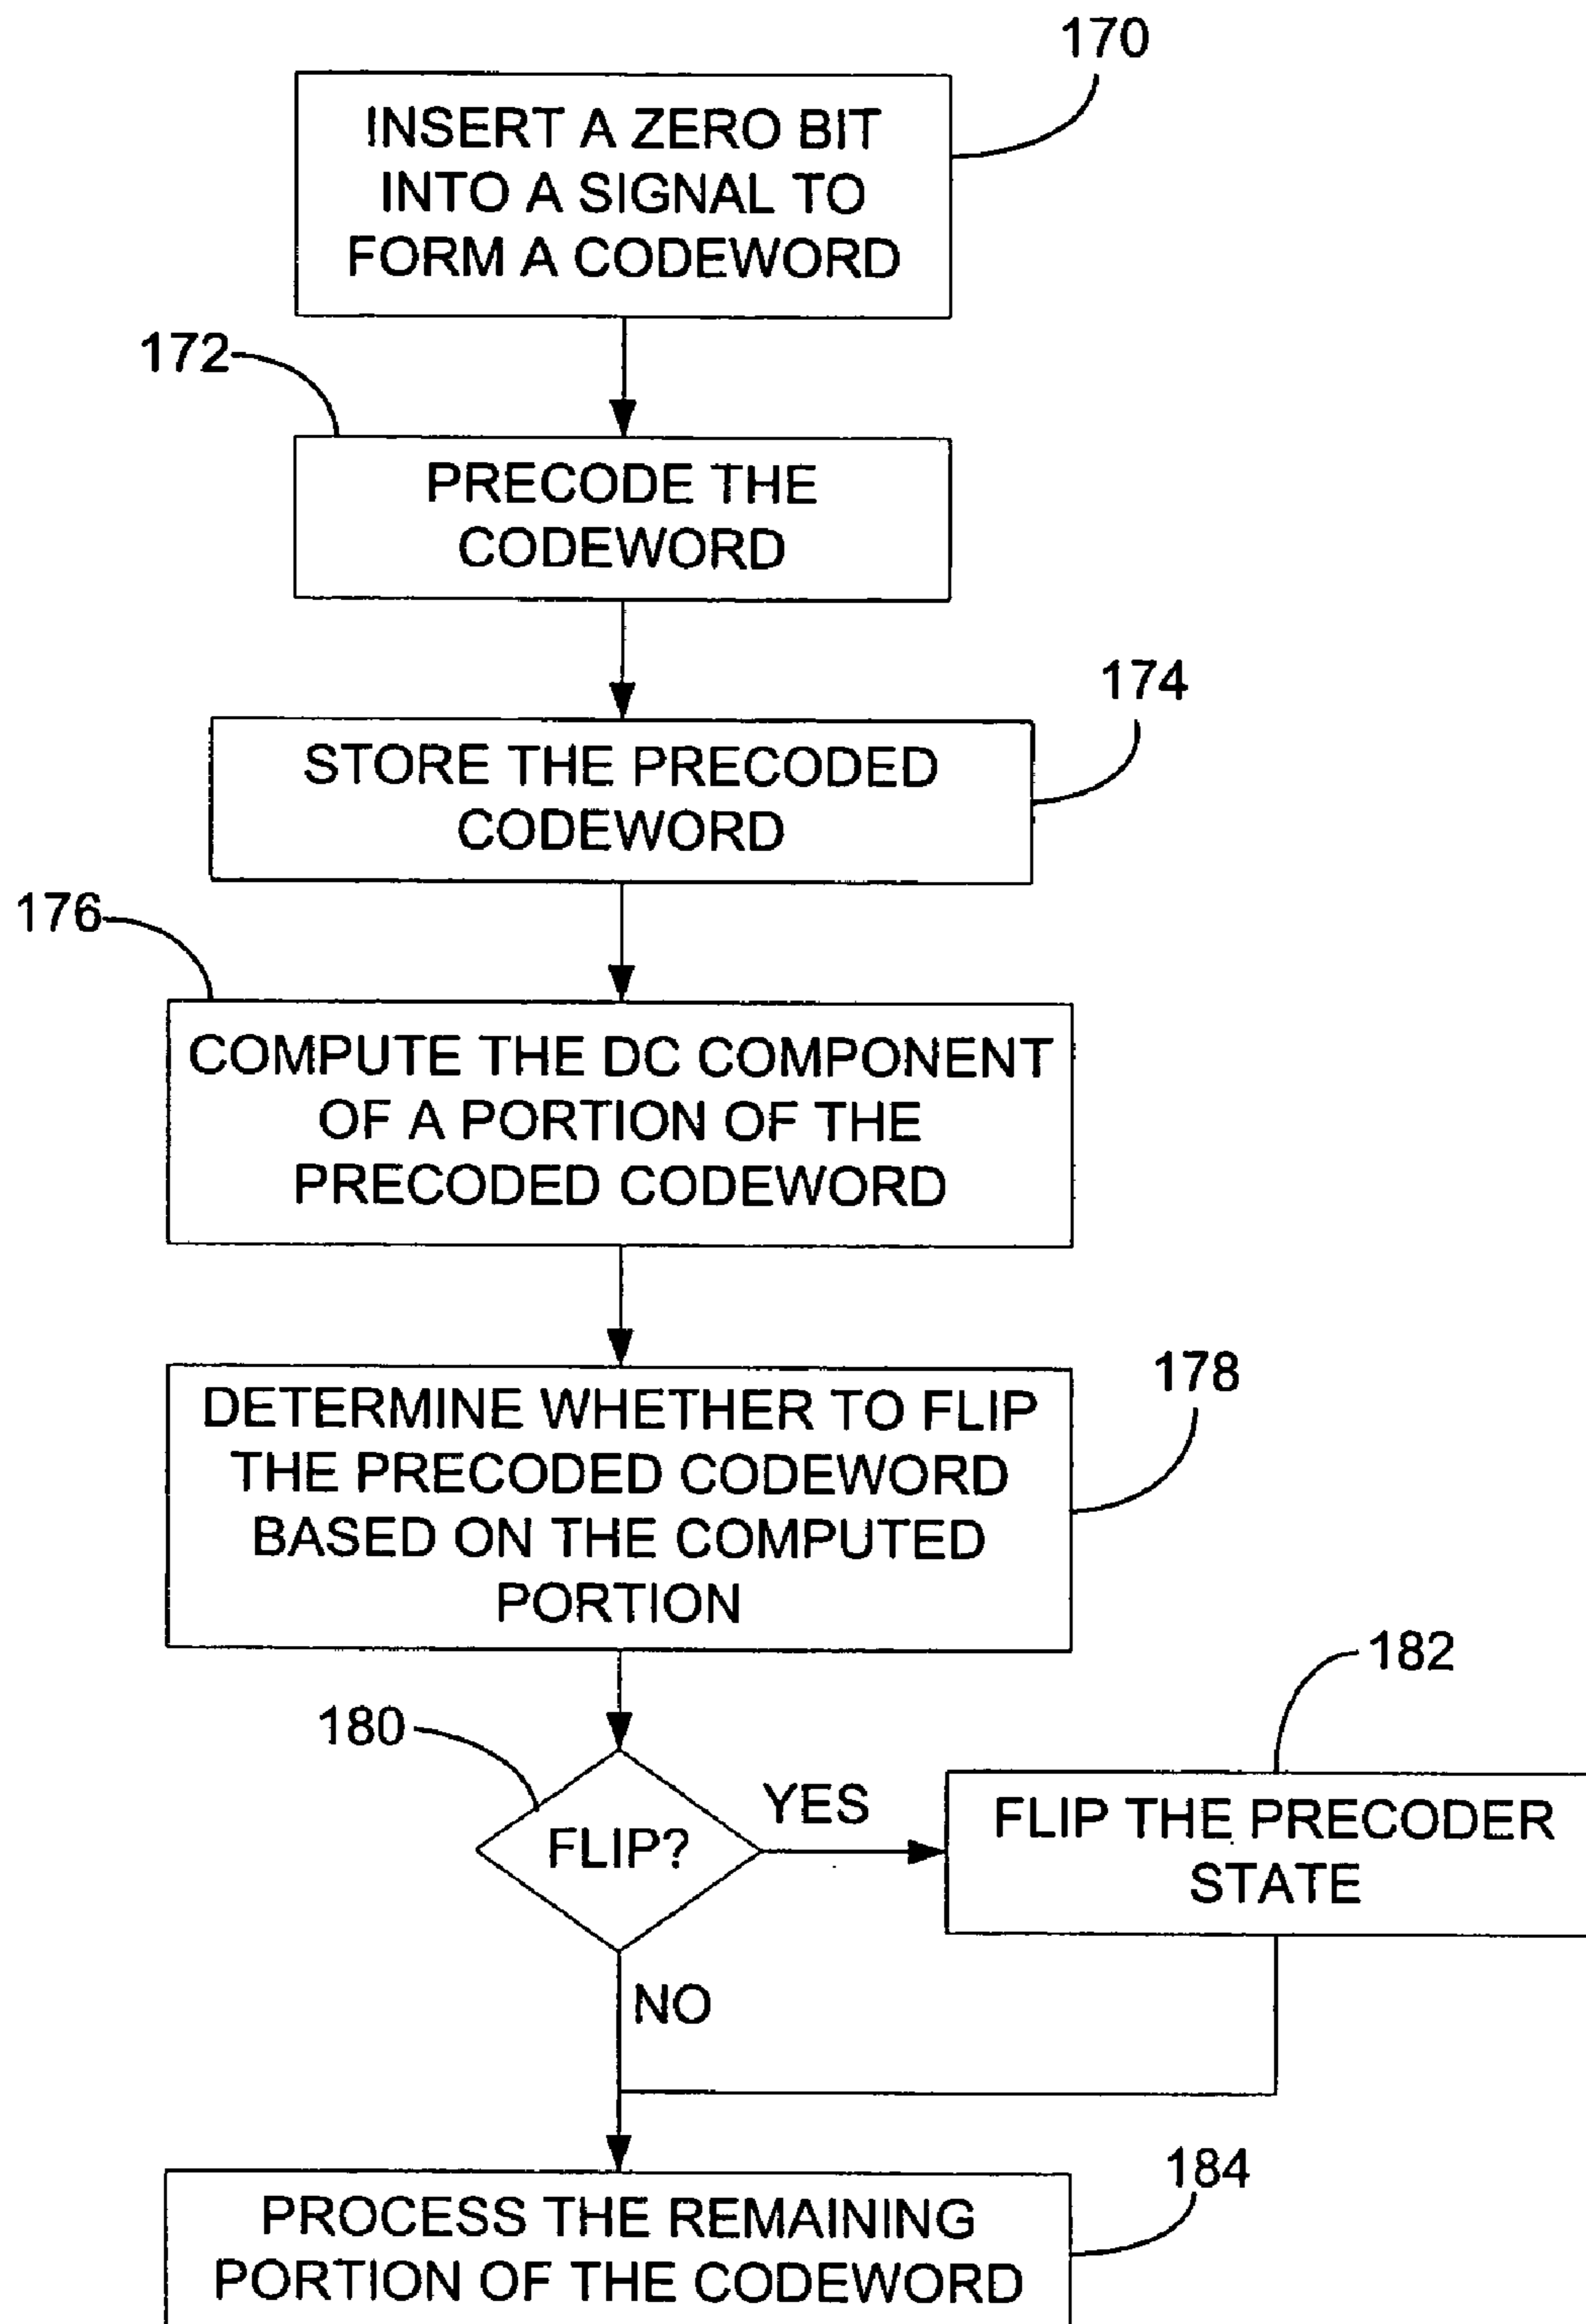 170
INSERT A ZERO BIT
INTO A SIGNAL TO
FORM A CODEWORD
172
PRECODE THE
CODEWORD
174
STORE THE PRECODED
CODEWORD
176
COMPUTE THE DC COMPONENT
OF A PORTION OF THE
PRECODED CODEWORD
178
DETERMINE WHETHER TO FLIP
THE PRECODED CODEWORD
BASED ON THE COMPUTED
PORTION
182
180
FLIP?
YES
FLIP THE PRECODER
STATE
NO
184
PROCESS THE REMAINING
PORTION OF THE CODEWORD